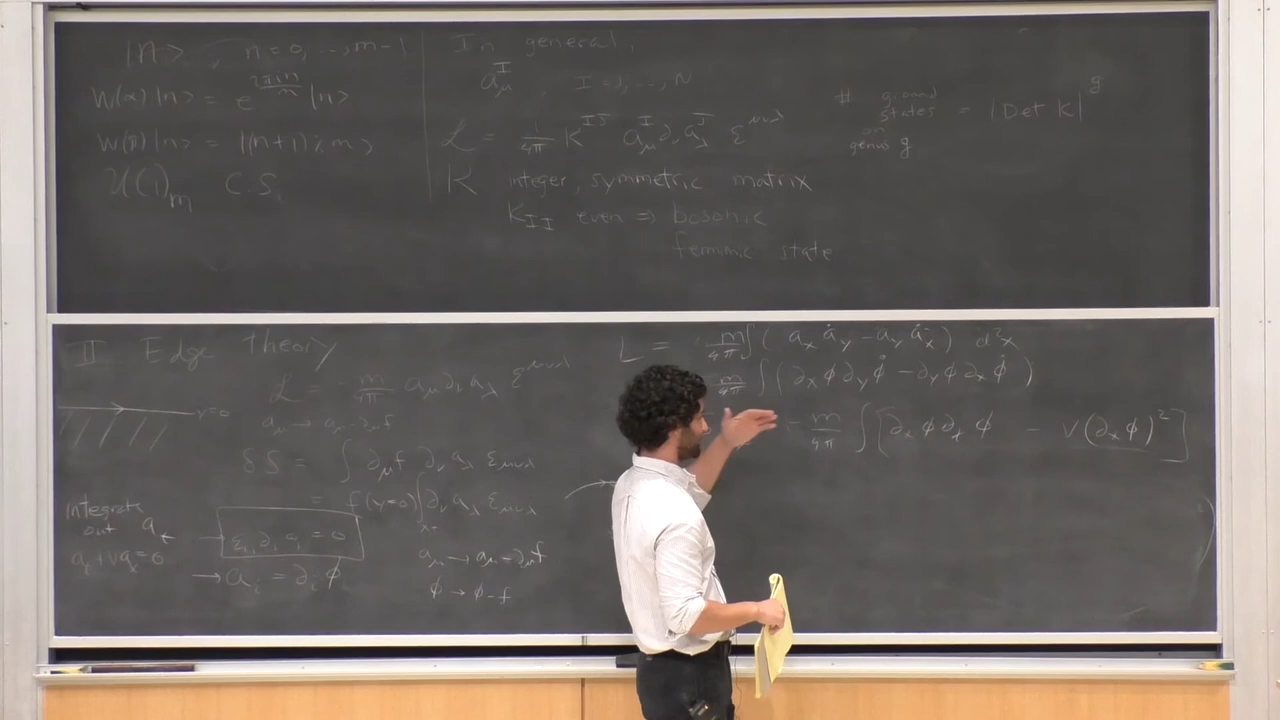 |n>, n=0, ..., m-1
W(α)|n> = e^{2πin/m} |n>
W(β)|n> = |(n+1)%m>
U(1)_m C.S.
In general,
a_μ^I , I=1, ..., N
L = 1/4π K^{IJ} a_μ^I ∂_ν a_λ^J ε^{μνλ}
K integer, symmetric matrix
K_{II} even ⇒ bosonic
fermionic state
# ground states on genus g = |Det K|^g
II Edge Theory
L = m/4π a_μ ∂_ν a_λ ε^{μνλ}
y=0
a_μ → a_μ - ∂_μ f
δS = ∫ ∂_μ f ∂_ν a_λ ε_{μνλ}
= f(y=0) ∫ ∂_ν a_λ ε_{μνλ}
integrate out a_t → ε_{ij} ∂_i a_j = 0
a_t + v a_x = 0
→ a_i = ∂_i φ
a_μ → a_μ - ∂_μ f
φ → φ - f
L = m/4π ∫ ( a_x ȧ_y - a_y ȧ_x ) d²x
m/4π ∫ ( ∂_x φ ∂_y φ̇ - ∂_y φ ∂_x φ̇ )
- m/4π ∫ [ ∂_x φ ∂_t φ - v(∂_x φ)² ]